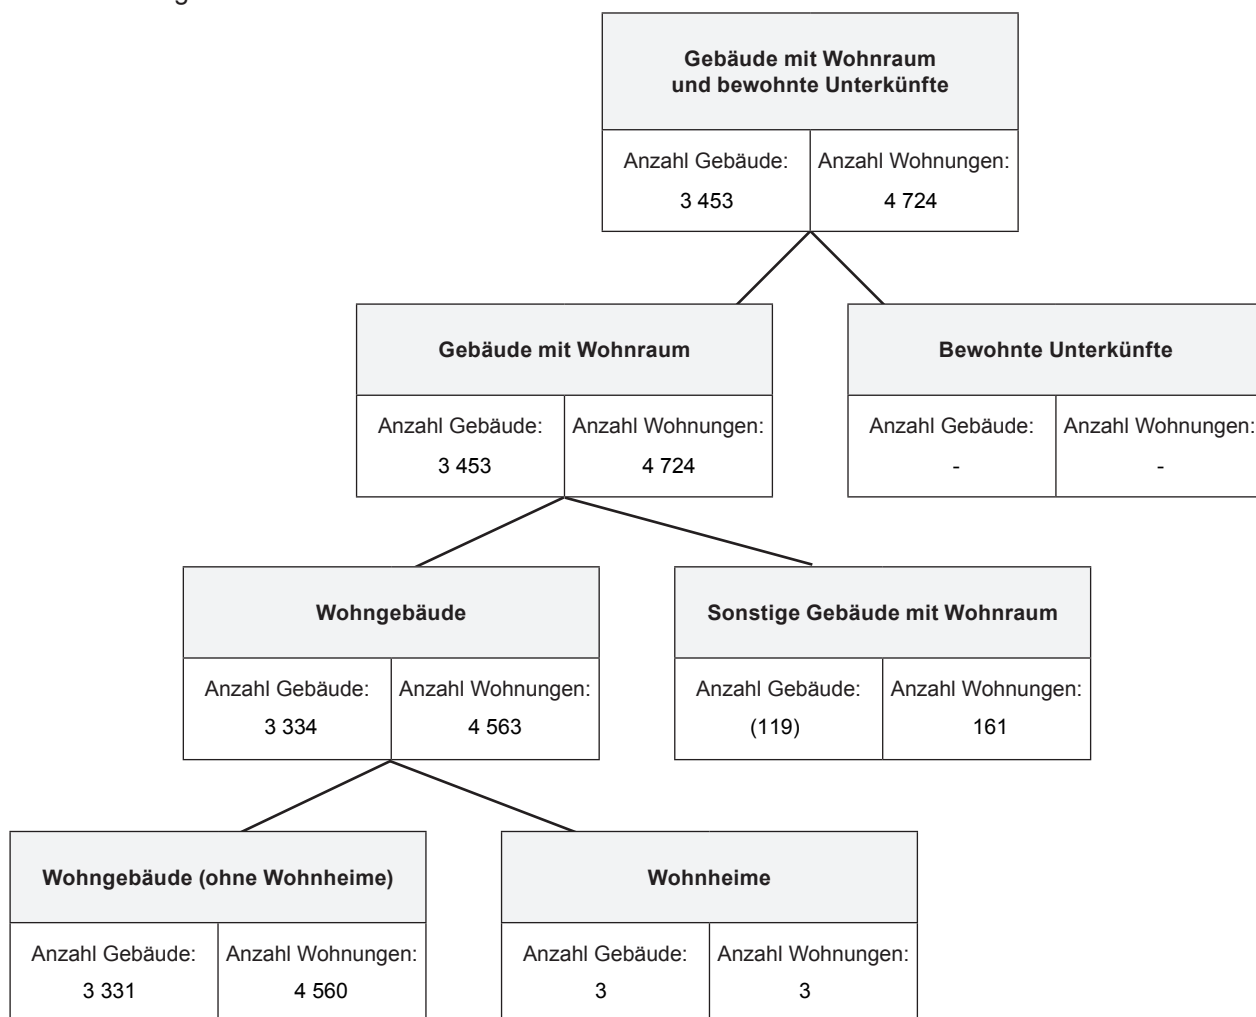 Gebäude mit Wohnraum
und bewohnte Unterkünfte
Anzahl Gebäude: Anzahl Wohnungen:
3 453 4 724
Gebäude mit Wohnraum Bewohnte Unterkünfte
Anzahl Gebäude: Anzahl Wohnungen: Anzahl Gebäude: Anzahl Wohnungen:
3 453 4 724 - -
Wohngebäude Sonstige Gebäude mit Wohnraum
Anzahl Gebäude: Anzahl Wohnungen: Anzahl Gebäude: Anzahl Wohnungen:
3 334 4 563 (119) 161
Wohngebäude (ohne Wohnheime) Wohnheime
Anzahl Gebäude: Anzahl Wohnungen: Anzahl Gebäude: Anzahl Wohnungen:
3 331 4 560 3 3